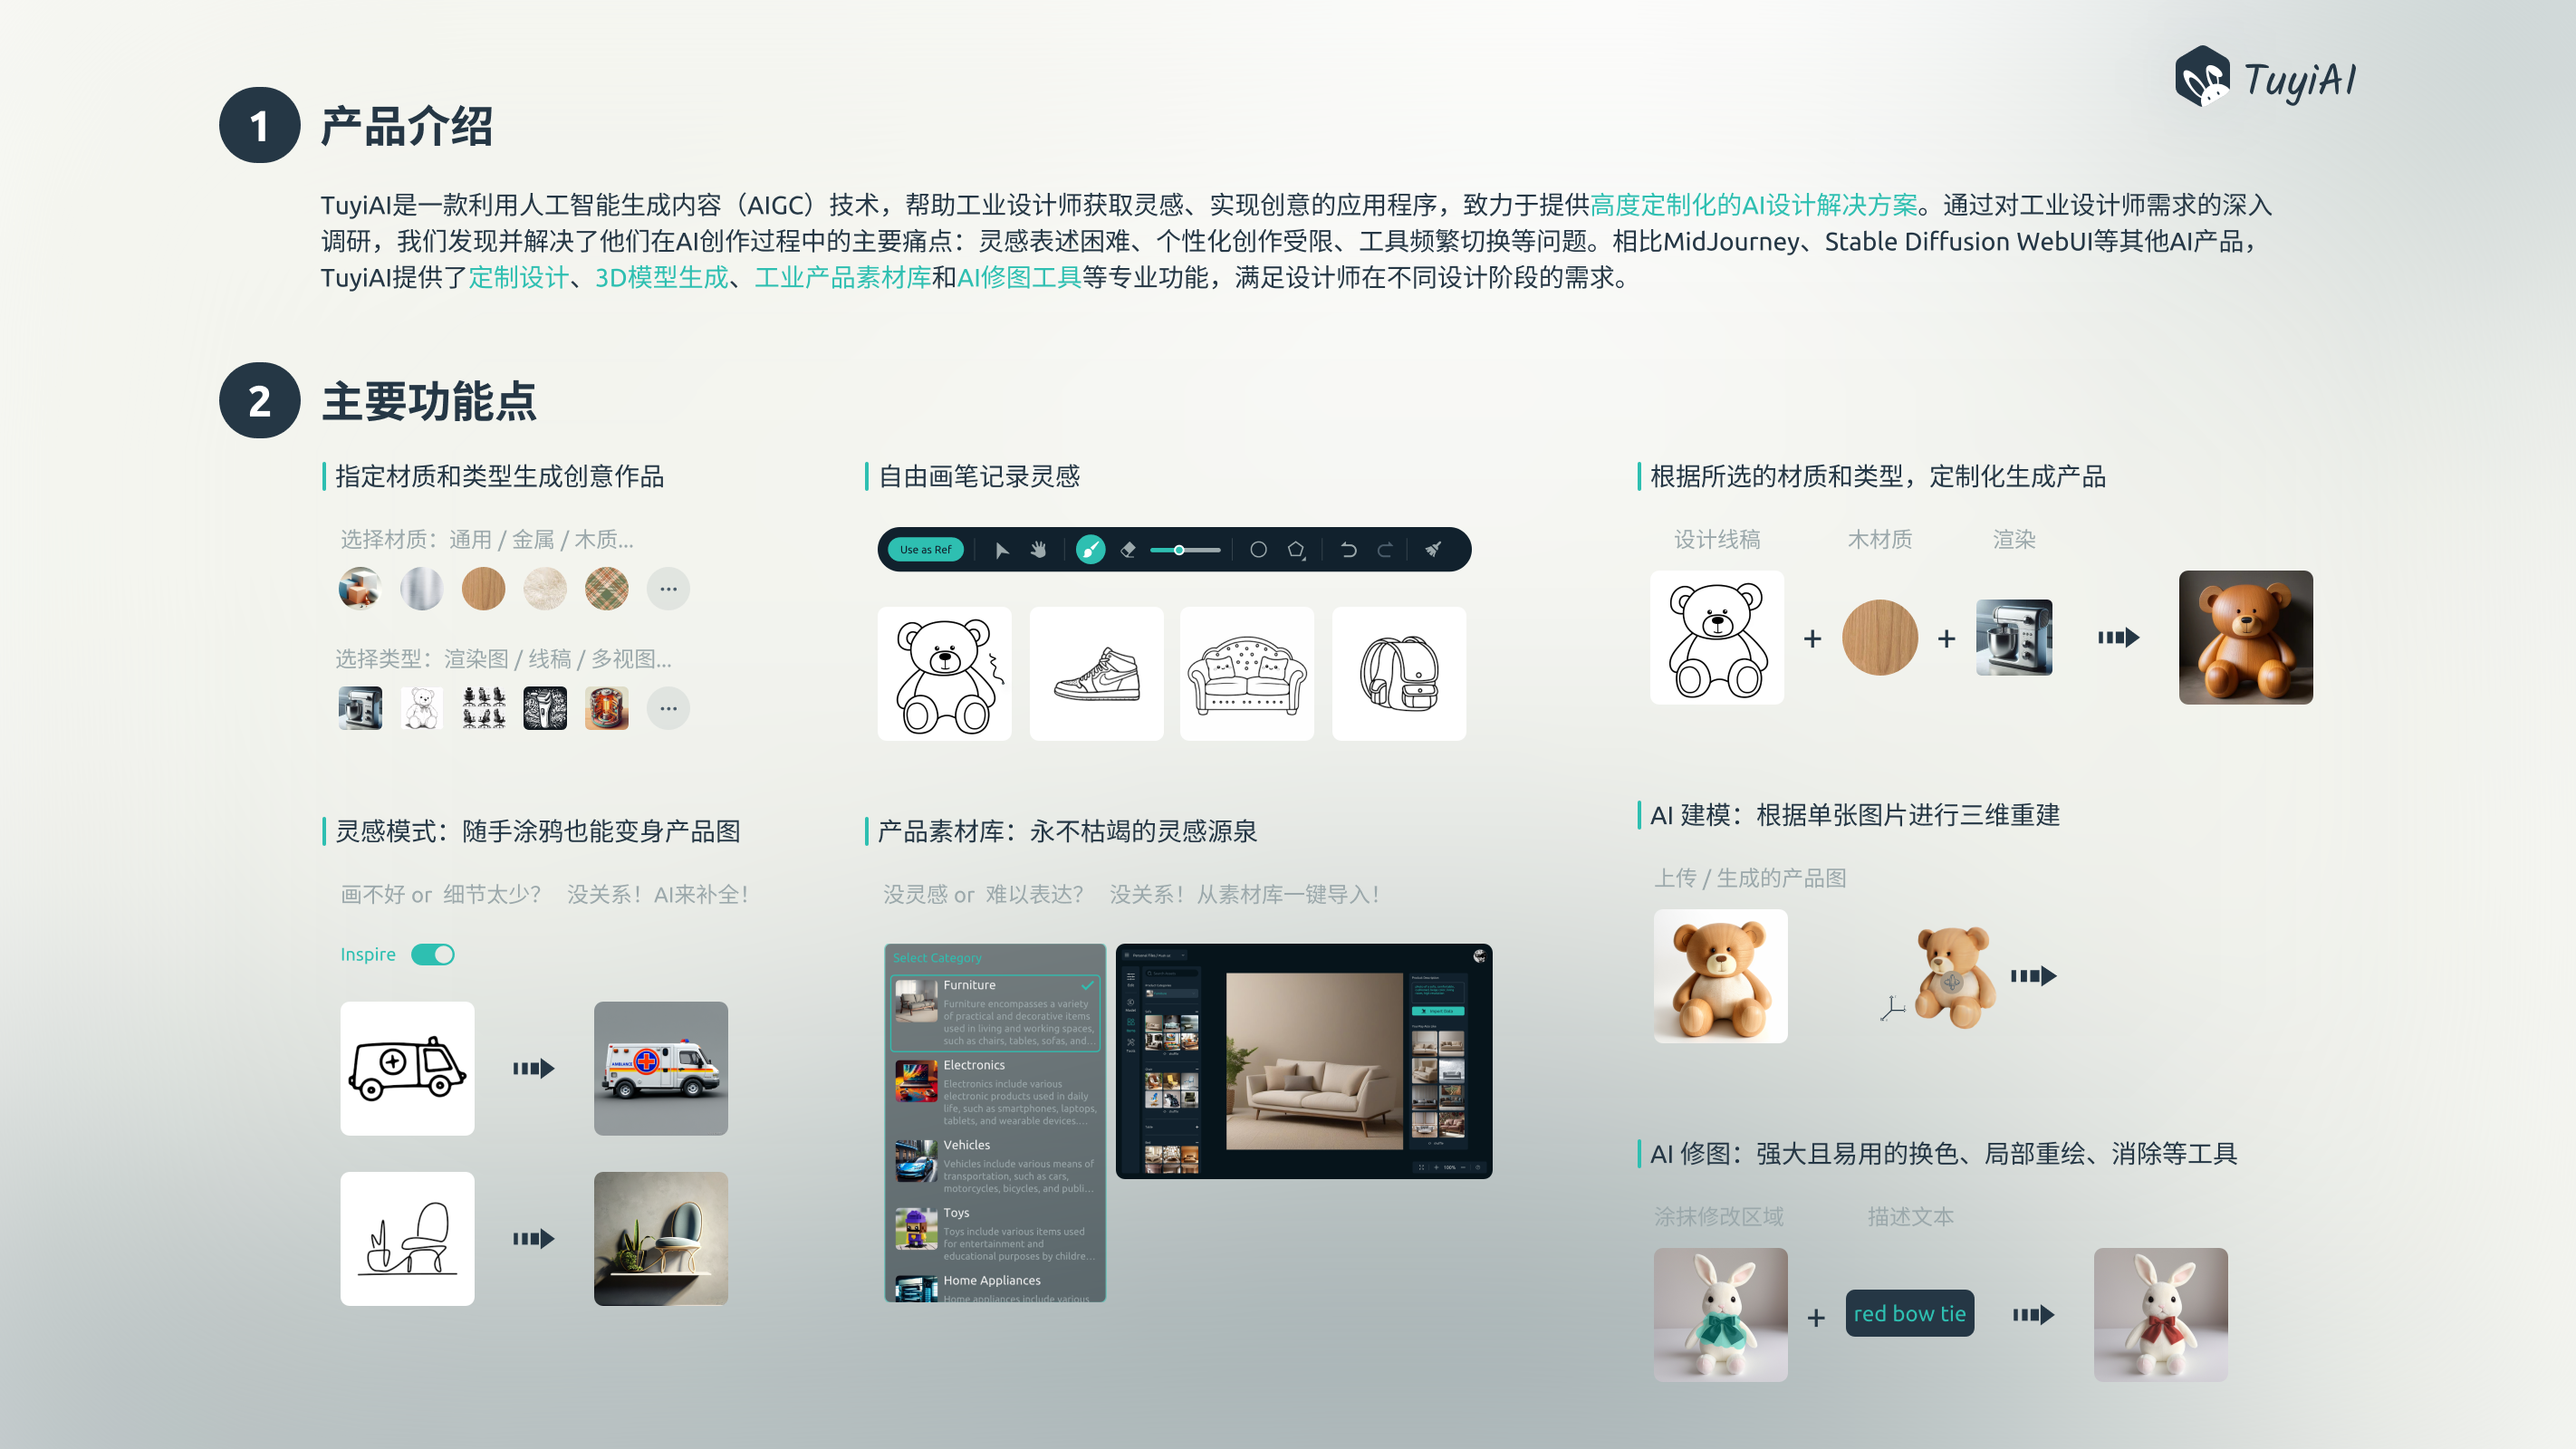 TuyiAI
1 产品介绍
TuyiAI是一款利用人工智能生成内容（AIGC）技术，帮助工业设计师获取灵感、实现创意的应用程序，致力于提供高度定制化的AI设计解决方案。通过对工业设计师需求的深入
调研，我们发现并解决了他们在AI创作过程中的主要痛点：灵感表述困难、个性化创作受限、工具频繁切换等问题。相比MidJourney、Stable Diffusion WebUI等其他AI产品，
TuyiAI提供了定制设计、3D模型生成、工业产品素材库和AI修图工具等专业功能，满足设计师在不同设计阶段的需求。
2 主要功能点
指定材质和类型生成创意作品
选择材质：通用 / 金属 / 木质...
选择类型：渲染图 / 线稿 / 多视图...
自由画笔记录灵感
Use as Ref
根据所选的材质和类型，定制化生成产品
设计线稿 木材质 渲染
+ +
灵感模式：随手涂鸦也能变身产品图
画不好 or 细节太少？ 没关系！AI来补全！
Inspire
AMBULANCE
产品素材库：永不枯竭的灵感源泉
没灵感 or 难以表达？ 没关系！从素材库一键导入！
Select Category
Furniture
Furniture encompasses a variety
of practical and decorative items
used in living and working spaces,
such as chairs, tables, sofas, and...
Electronics
Electronics include various
electronic products used in daily
life, such as smartphones, laptops,
tablets, and wearable devices....
Vehicles
Vehicles include various means of
transportation, such as cars,
motorcycles, bicycles, and publi...
Toys
Toys include various items used
for entertainment and
educational purposes by childre...
Home Appliances
Home appliances include various
100%
AI 建模：根据单张图片进行三维重建
上传 / 生成的产品图
AI 修图：强大且易用的换色、局部重绘、消除等工具
涂抹修改区域 描述文本
+ red bow tie